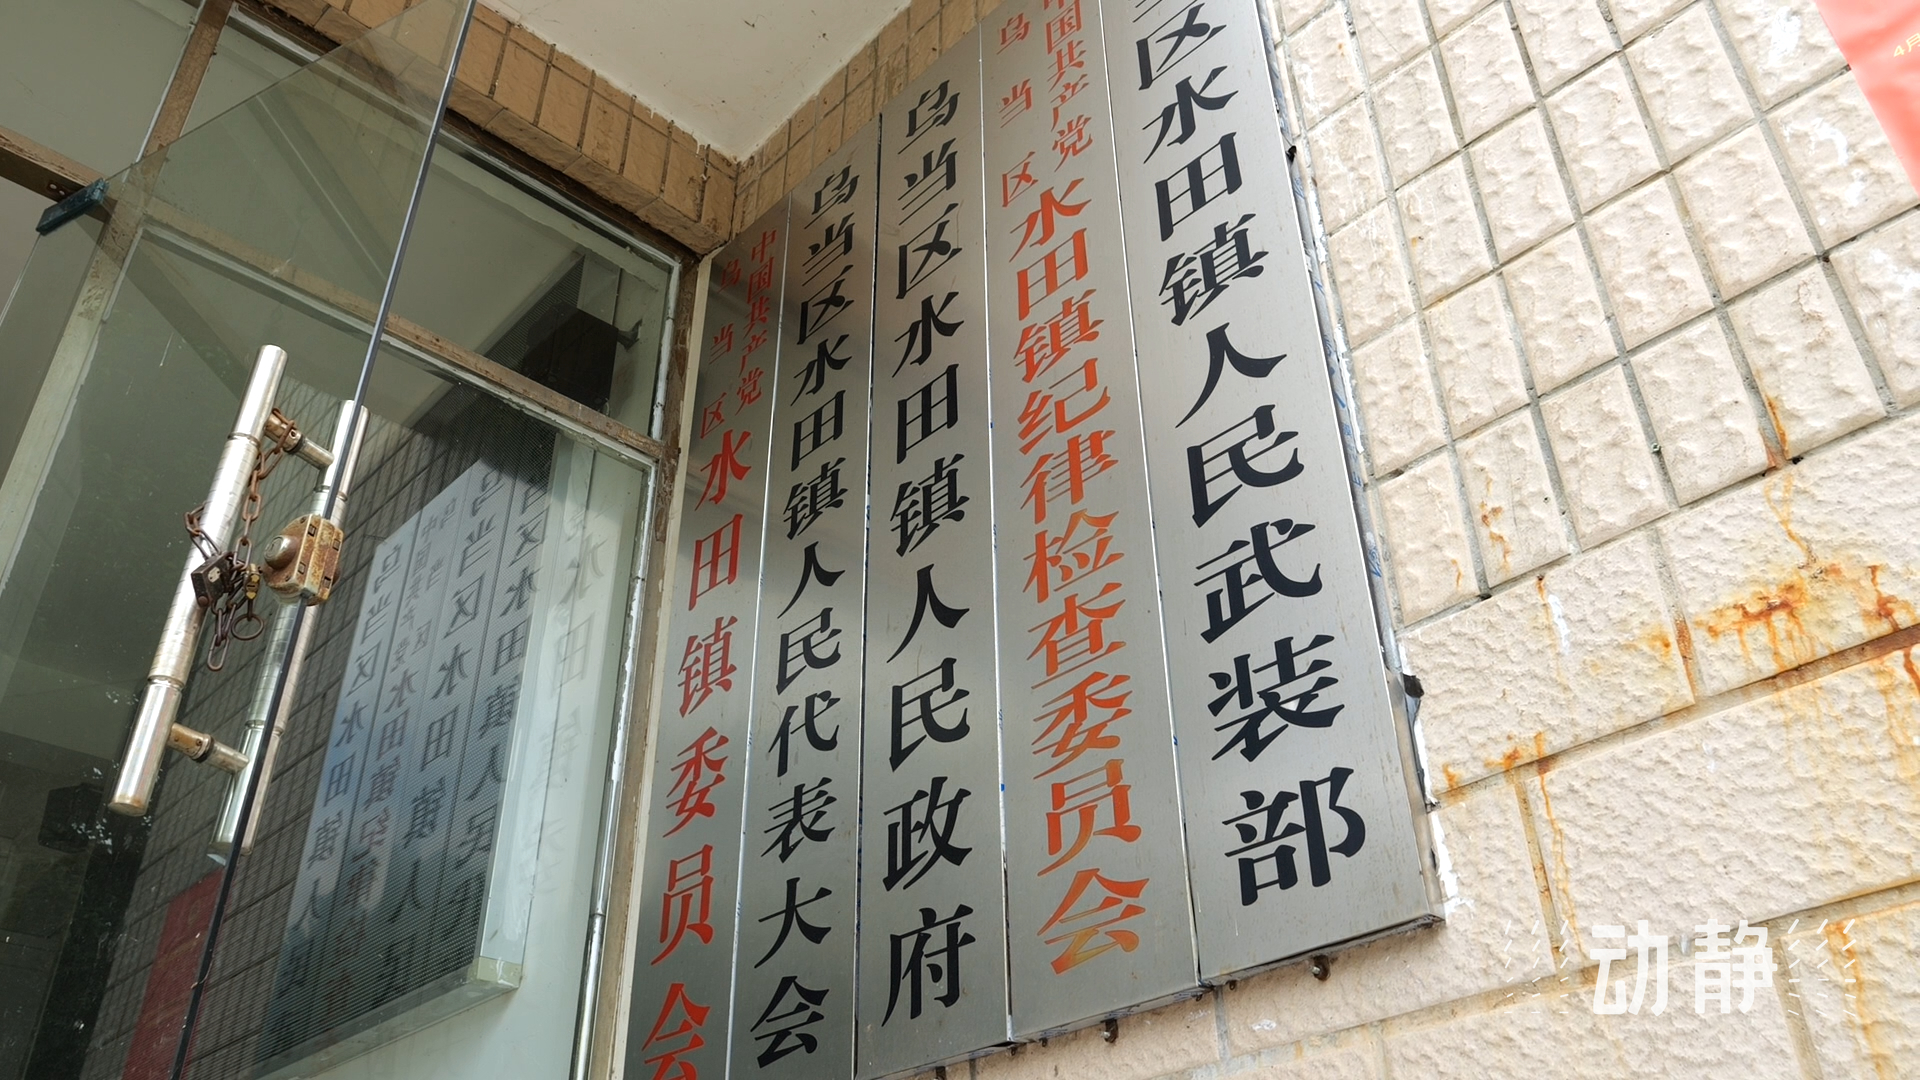 中国共产党
乌当区
水田镇委员会
乌当区水田镇人民代表大会
乌当区水田镇人民政府
中国共产党
乌当区
水田镇纪律检查委员会
区水田镇人民武装部
4月
动静